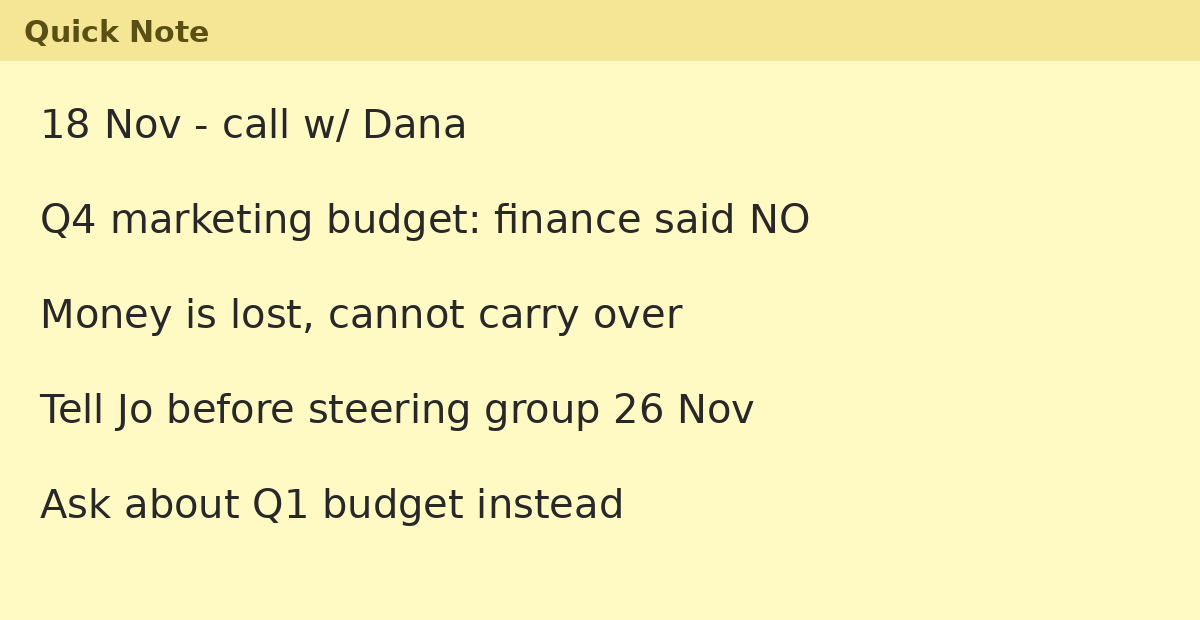 Quick Note
18 Nov - call w/ Dana
Q4 marketing budget: finance said NO
Money is lost, cannot carry over
Tell Jo before steering group 26 Nov
Ask about Q1 budget instead